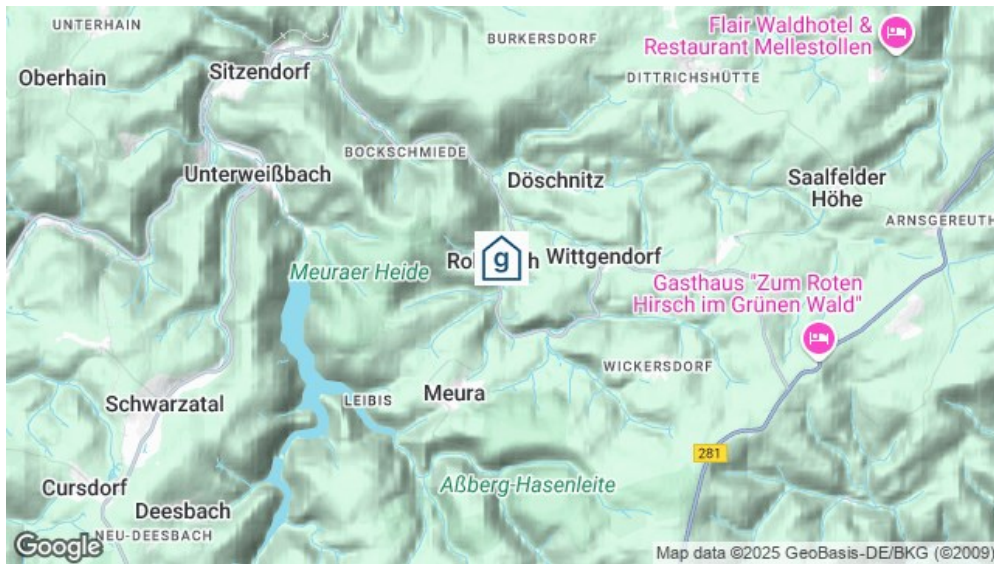 UNTERHAIN
Flair Waldhotel &
Restaurant Mellestollen
BURKERSDORF
Oberhain
Sitzendorf
DITTRICHSHÜTTE
BOCKSCHMIEDE
Unterweißbach
Döschnitz
Saalfelder
Höhe
ARNSGEREUTH
g
Wittgendorf
Meuraer Heide
Gasthaus "Zum Roten
Hirsch im Grünen Wald"
WICKERSDORF
Meura
LEIBIS
Schwarzatal
281
Aßberg-Hasenleite
Cursdorf
Deesbach
NEU-DEESBACH
Google
Map data ©2025 GeoBasis-DE/BKG (©2009)